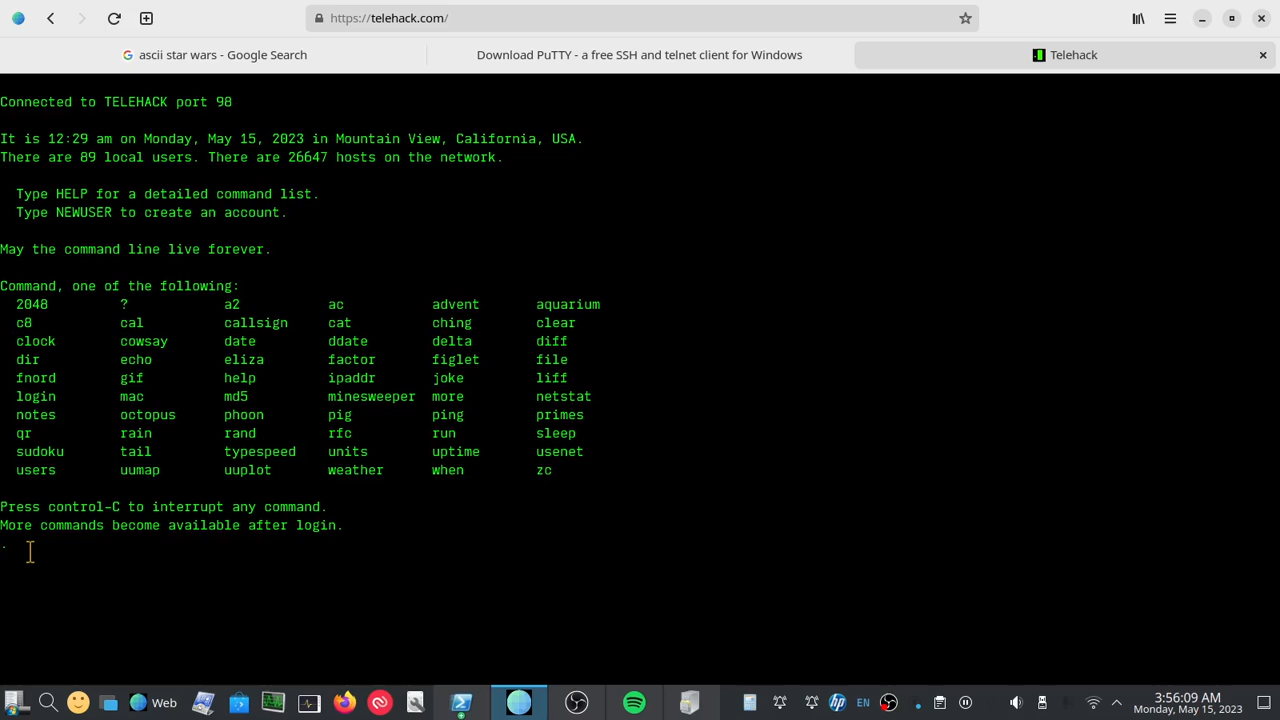 https://telehack.com/
ascii star wars - Google Search
Download PuTTY - a free SSH and telnet client for Windows
Telehack
Connected to TELEHACK port 98
It is 12:29 am on Monday, May 15, 2023 in Mountain View, California, USA.
There are 89 local users. There are 26647 hosts on the network.
Type HELP for a detailed command list.
Type NEWUSER to create an account.
May the command line live forever.
Command, one of the following:
2048 ? a2 ac advent aquarium
c8 cal callsign cat ching clear
clock cowsay date ddate delta diff
dir echo eliza factor figlet file
fnord gif help ipaddr joke liff
login mac md5 minesweeper more netstat
notes octopus phoon pig ping primes
qr rain rand rfc run sleep
sudoku tail typespeed units uptime usenet
users uumap uuplot weather when zc
Press control-C to interrupt any command.
More commands become available after login.
.
Web
EN
3:56:09 AM
Monday, May 15, 2023